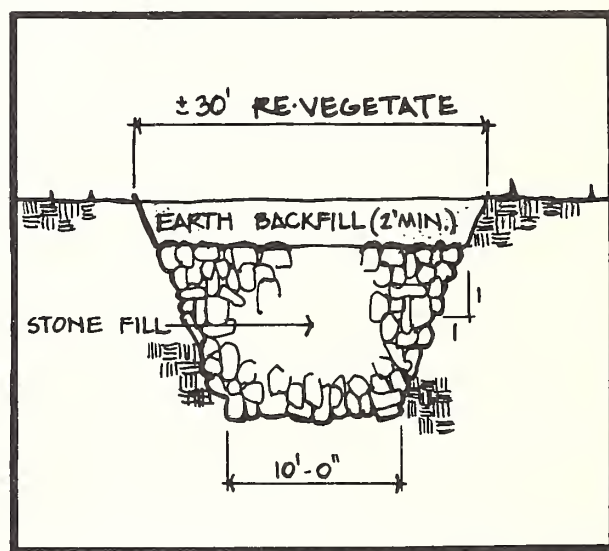 ±30' RE·VEGETATE
EARTH BACKFILL (2'MIN.)
1
1
STONE FILL
10'-0"